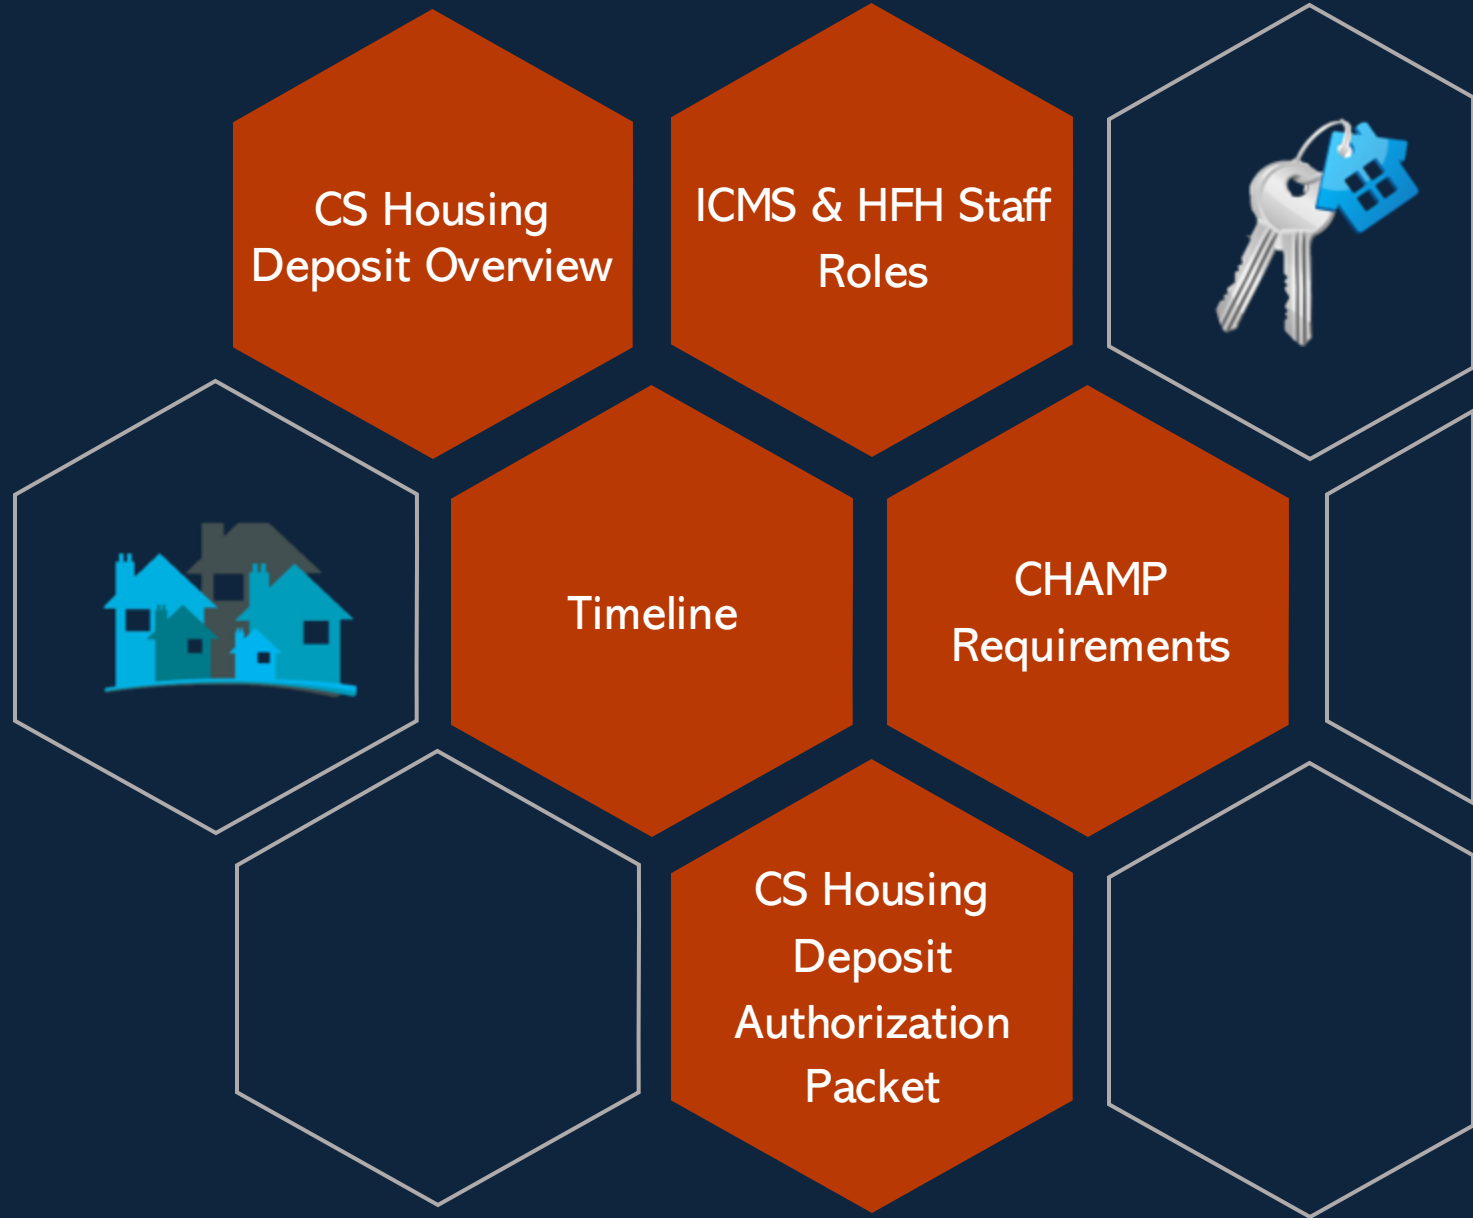 CS Housing
Deposit Overview
ICMS & HFH Staff
Roles
Timeline
CHAMP
Requirements
CS Housing
Deposit
Authorization
Packet